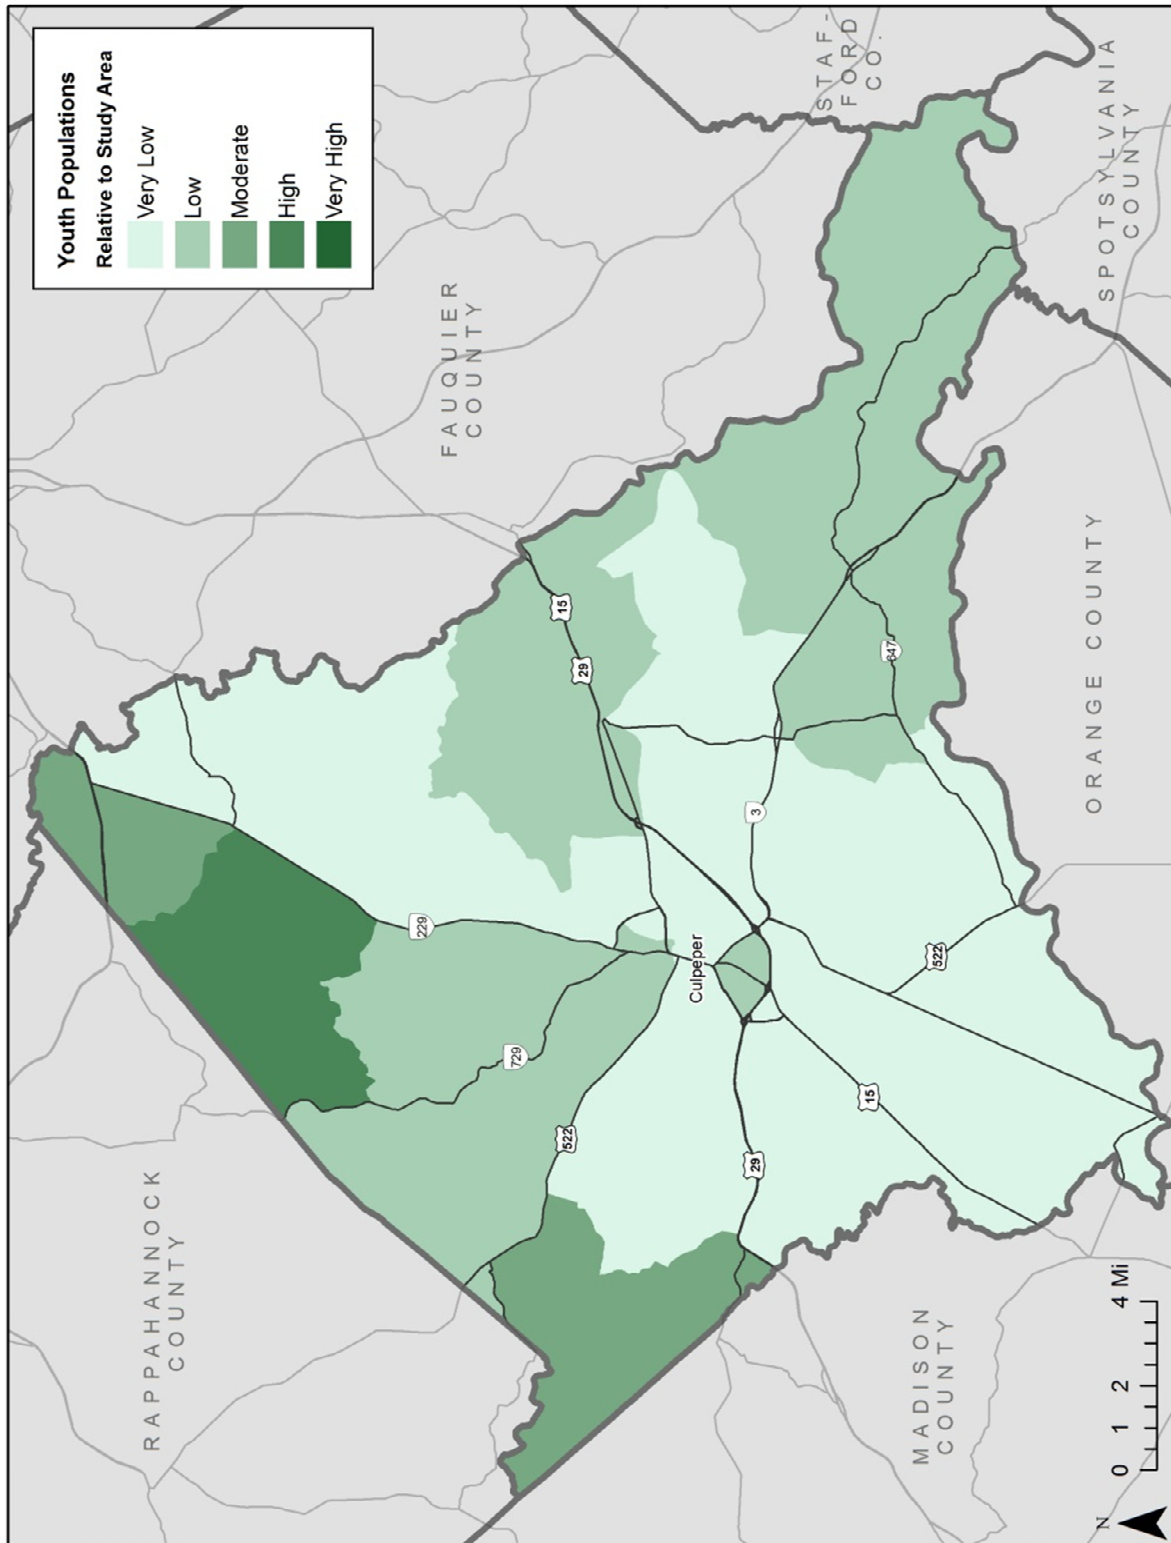 Youth Populations
Relative to Study Area
Very Low
Low
Moderate
High
Very High
RAPPAHANNOCK
COUNTY
FAUQUIER
COUNTY
STAF-
FORD
CO.
SPOTSYLVANIA
COUNTY
ORANGE COUNTY
MADISON
COUNTY
Culpeper
229
729
522
29
15
15
29
3
647
522
0 1 2 4 Mi
N